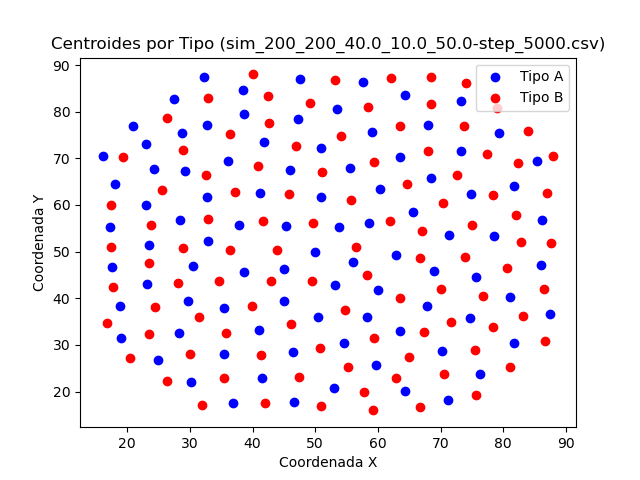 Centroides por Tipo (sim_200_200_40.0_10.0_50.0-step_5000.csv)
Tipo A
Tipo B
90
80
70
60
50
40
30
20
Coordenada Y
20 30 40 50 60 70 80 90
Coordenada X